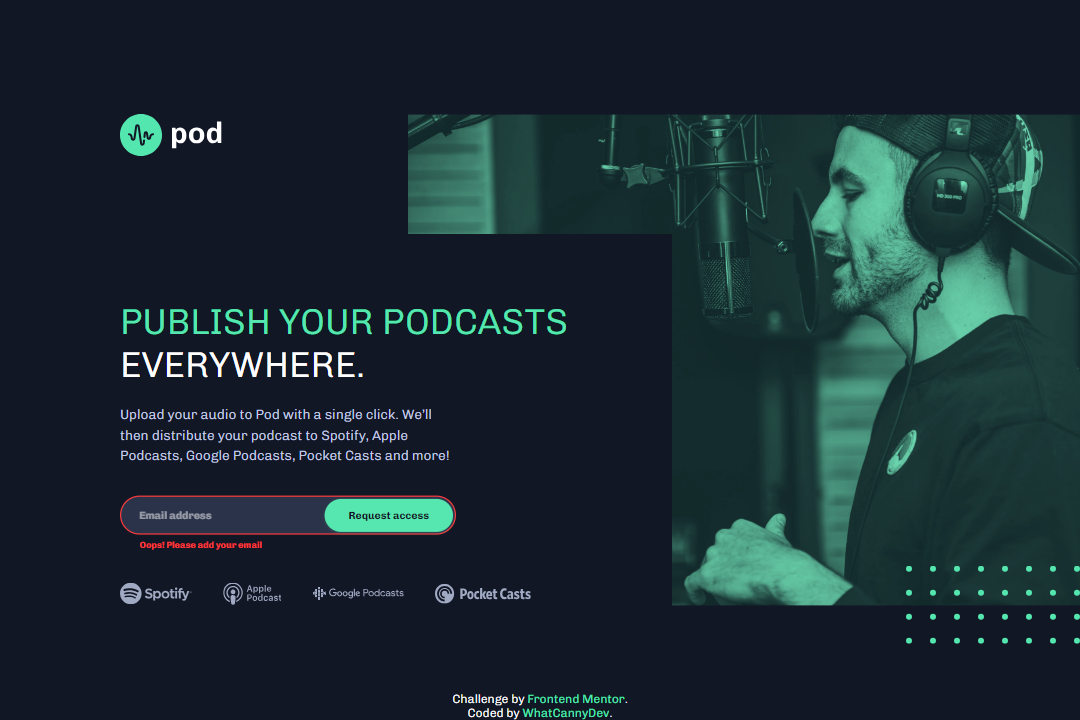 pod
PUBLISH YOUR PODCASTS
EVERYWHERE.
Upload your audio to Pod with a single click. We'll
then distribute your podcast to Spotify, Apple
Podcasts, Google Podcasts, Pocket Casts and more!
Email address
Request access
Oops! Please add your email
Spotify
Apple
Podcast
Google Podcasts
Pocket Casts
Challenge by Frontend Mentor.
Coded by WhatCannyDev.